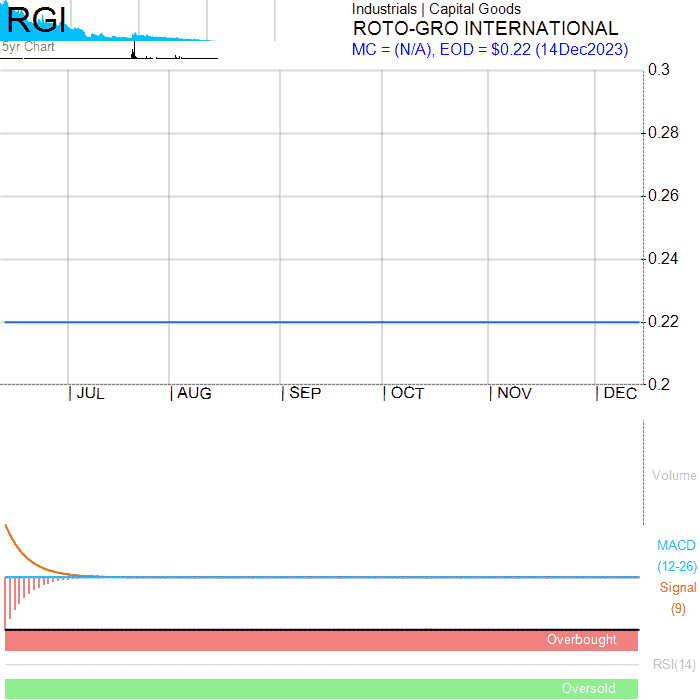 RGI
5yr Chart
Industrials | Capital Goods
ROTO-GRO INTERNATIONAL
MC = (N/A), EOD = $0.22 (14Dec2023)
0.3
0.28
0.26
0.24
0.22
0.2
JUL AUG SEP OCT NOV DEC
Volume
MACD
(12-26)
Signal
(9)
Overbought
RSI(14)
Oversold